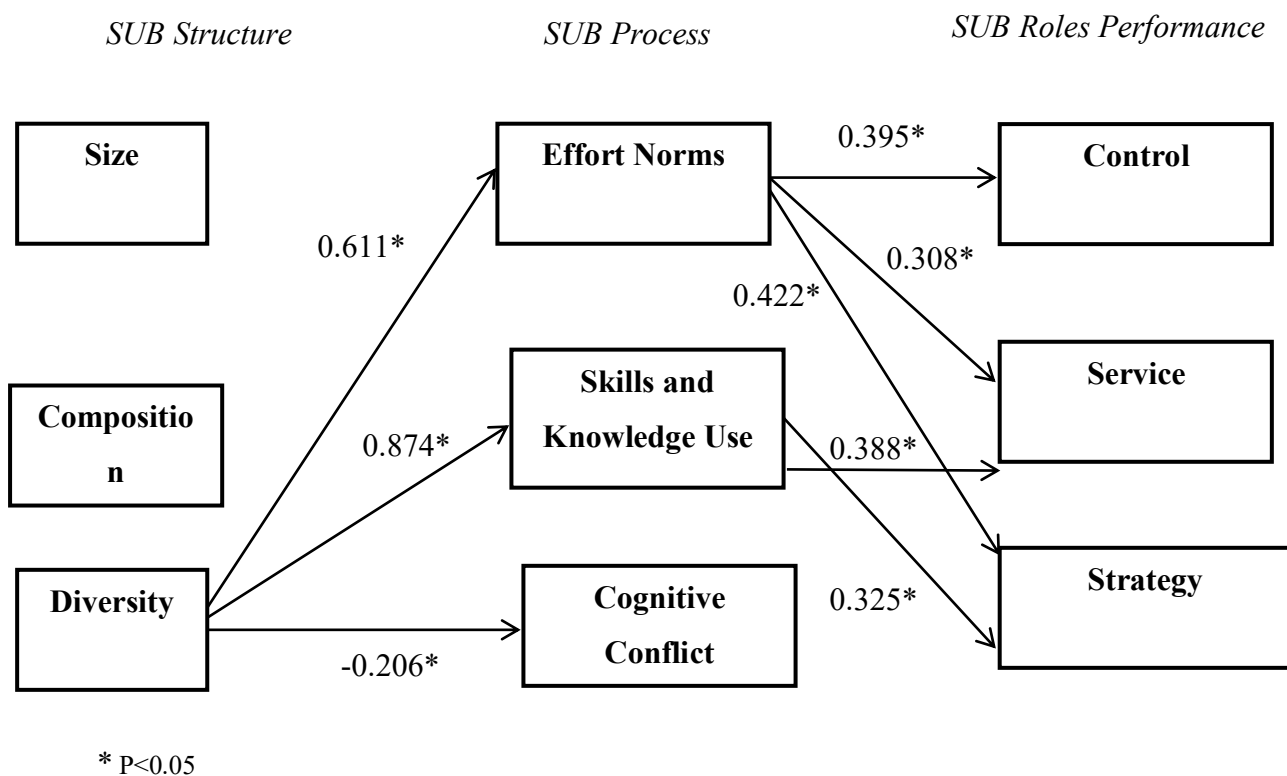 SUB Structure
SUB Process
SUB Roles Performance
Size
Effort Norms
0.395*
Control
0.611*
0.308*
0.422*
Compositio
n
Skills and
Knowledge Use
Service
0.874*
0.388*
Diversity
Cognitive
Conflict
0.325*
Strategy
-0.206*
* P<0.05